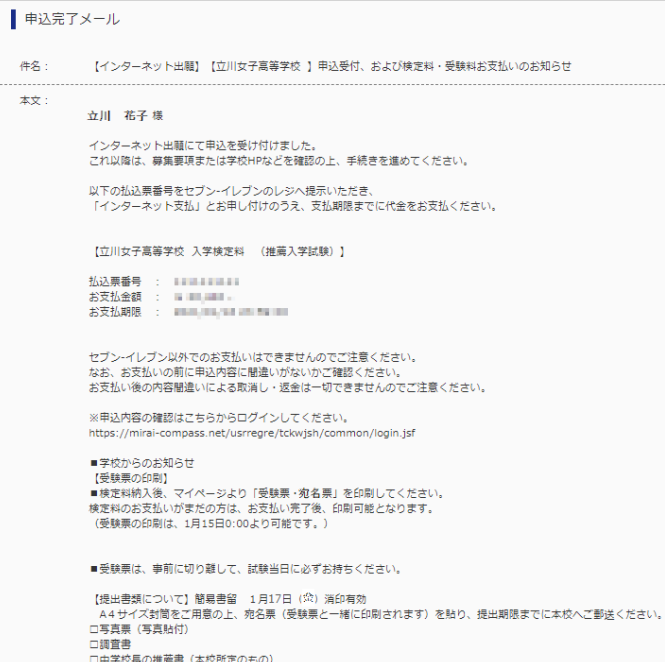 申込完了メール
件名： 【インターネット出願】【立川女子高等学校 】申込受付、および検定料・受験料お支払いのお知らせ
本文：
立川　花子 様
インターネット出願にて申込を受け付けました。
これ以降は、募集要項または学校HPなどを確認の上、手続きを進めてください。
以下の払込票番号をセブン-イレブンのレジへ提示いただき、
「インターネット支払」とお申し付けのうえ、支払期限までに代金をお支払ください。
【立川女子高等学校 入学検定料　（推薦入学試験）】
払込票番号　：
お支払金額　：
お支払期限　：
セブン-イレブン以外でのお支払いはできませんのでご注意ください。
なお、お支払いの前に申込内容に間違いがないかご確認ください。
お支払い後の内容間違いによる取消し・返金は一切できませんのでご注意ください。
※申込内容の確認はこちらからログインしてください。
https://mirai-compass.net/usrregre/tckwjsh/common/login.jsf
■学校からのお知らせ
【受験票の印刷】
■検定料納入後、マイページより「受験票・宛名票」を印刷してください。
検定料のお支払いがまだの方は、お支払い完了後、印刷可能となります。
（受験票の印刷は、1月15日0:00より可能です。）
■受験票は、事前に切り離して、試験当日に必ずお持ちください。
【提出書類について】簡易書留　１月17日（）消印有効
A４サイズ封筒をご用意の上、宛名票（受験票と一緒に印刷されます）を貼り、提出期限までに本校へご郵送ください。
□写真票（写真貼付）
□調査書
□中学校長の推薦書（本校所定のもの）